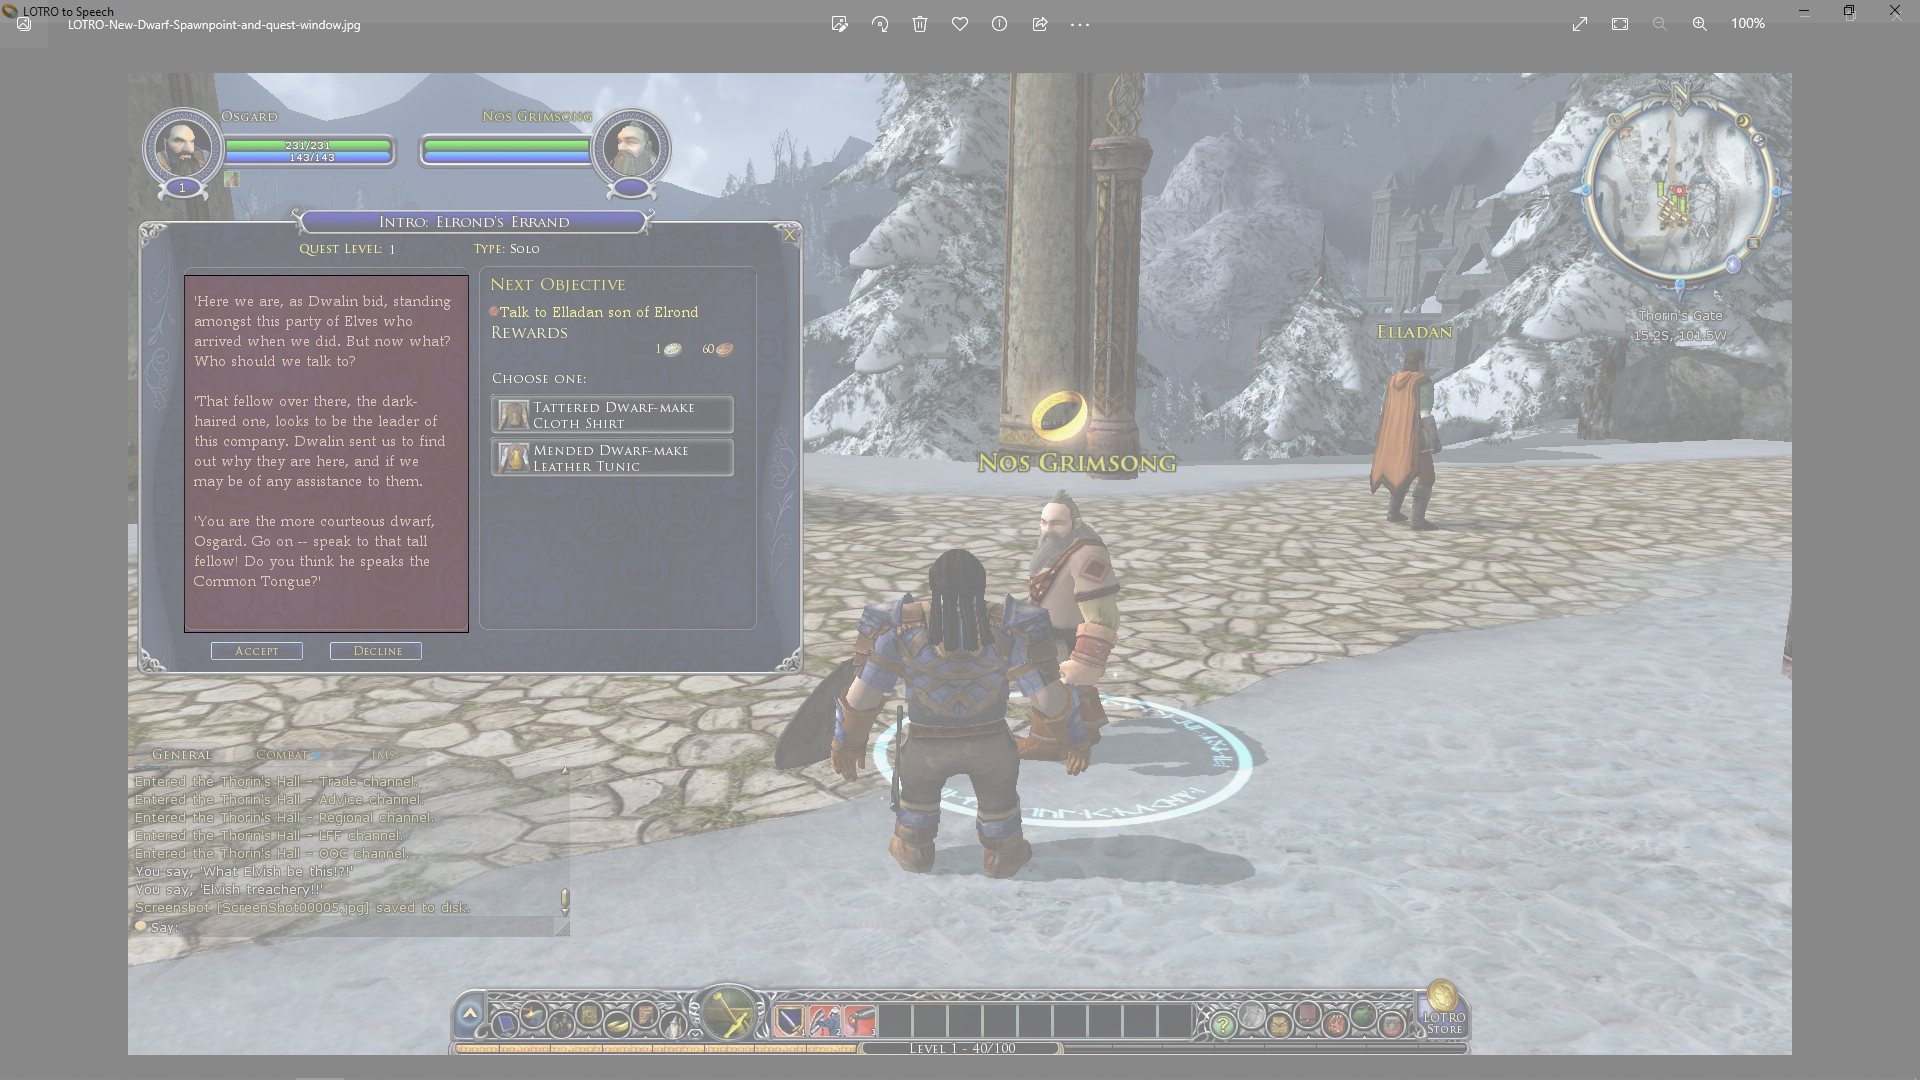 LOTRO to Speech
LOTRO-New-Dwarf-Spawnpoint-and-quest-window.jpg
100%
Osgard
231/231
143/143
1
Nos Grimsong
N
Thorin's Gate
15.2S, 101.5W
Intro: Elrond's Errand
Quest Level: 1
Type: Solo
'Here we are, as Dwalin bid, standing
amongst this party of Elves who
arrived when we did. But now what?
Who should we talk to?
'That fellow over there, the dark-
haired one, looks to be the leader of
this company. Dwalin sent us to find
out why they are here, and if we
may be of any assistance to them.
'You are the more courteous dwarf,
Osgard. Go on -- speak to that tall
fellow! Do you think he speaks the
Common Tongue?'
Next Objective
Talk to Elladan son of Elrond
Rewards
1 60
Choose one:
Tattered Dwarf-make
Cloth Shirt
Mended Dwarf-make
Leather Tunic
Accept
Decline
Elladan
Nos Grimsong
General
Combat
IMs
Entered the Thorin's Hall - Trade channel.
Entered the Thorin's Hall - Advice channel.
Entered the Thorin's Hall - Regional channel.
Entered the Thorin's Hall - LFF channel.
Entered the Thorin's Hall - OOC channel.
You say, 'What Elvish be this!?!'
You say, 'Elvish treachery!!'
Screenshot [ScreenShot00005.jpg] saved to disk.
Say:
1
2
3
LOTRO
Store
Level 1 - 40/100